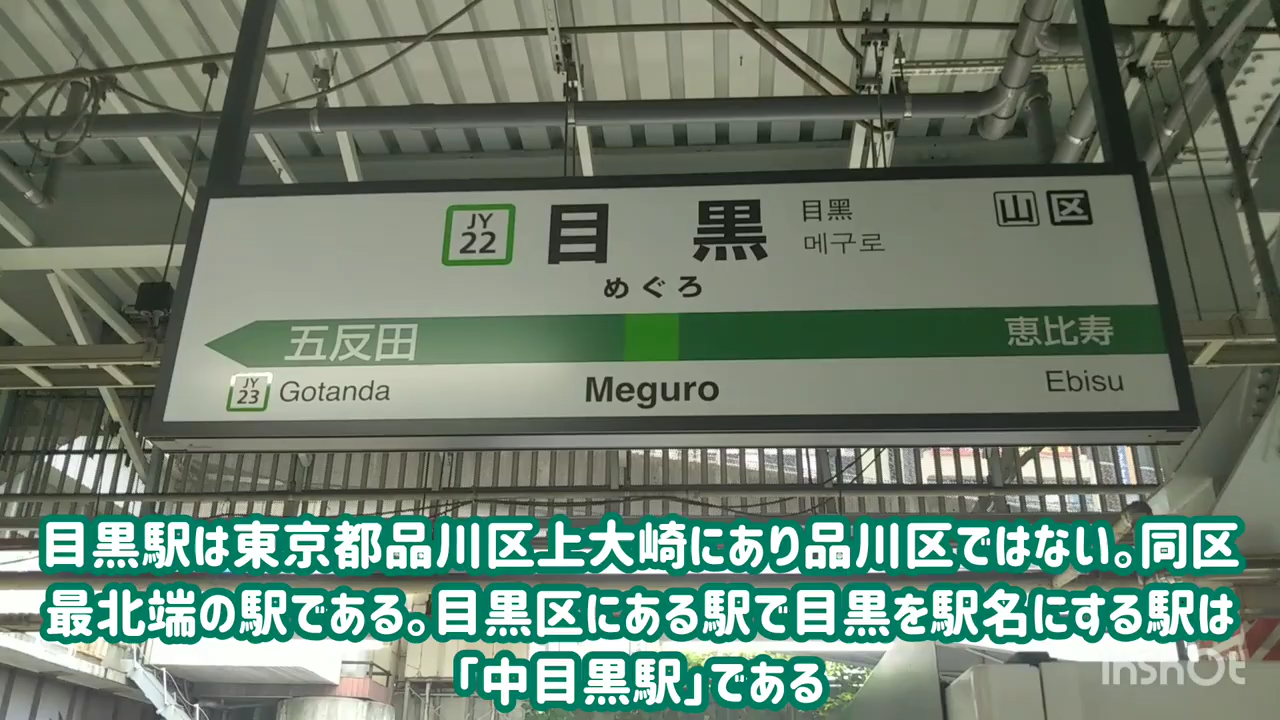 JY
22
目黒
目黑
메구로
山区
めぐろ
五反田
恵比寿
JY
23
Gotanda
Meguro
Ebisu
目黒駅は東京都品川区上大崎にあり品川区ではない。同区
最北端の駅である。目黒区にある駅で目黒を駅名にする駅は
「中目黒駅」である
InShOt